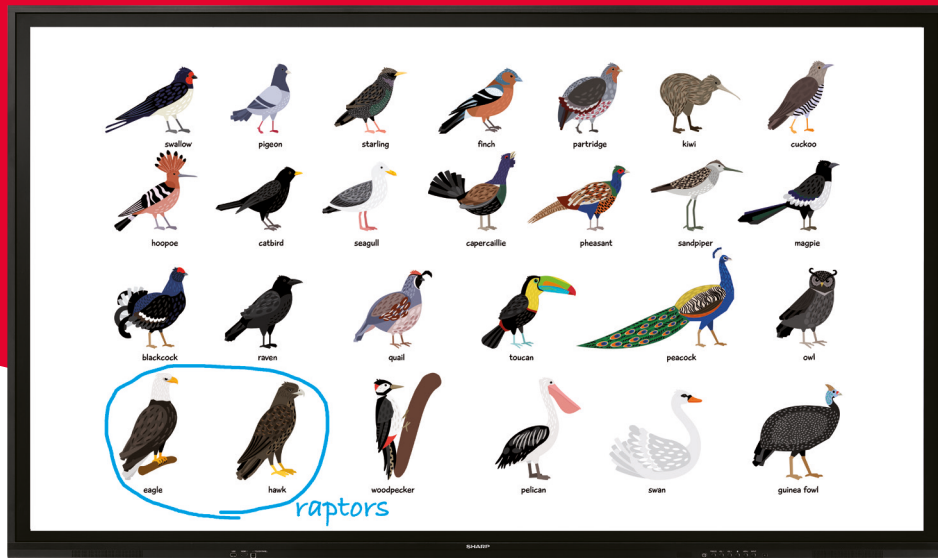 swallow pigeon starling finch partridge kiwi cuckoo
hoopoe catbird seagull capercaillie pheasant sandpiper magpie
blackcock raven quail toucan peacock owl
eagle hawk woodpecker pelican swan guinea fowl
raptors
SHARP